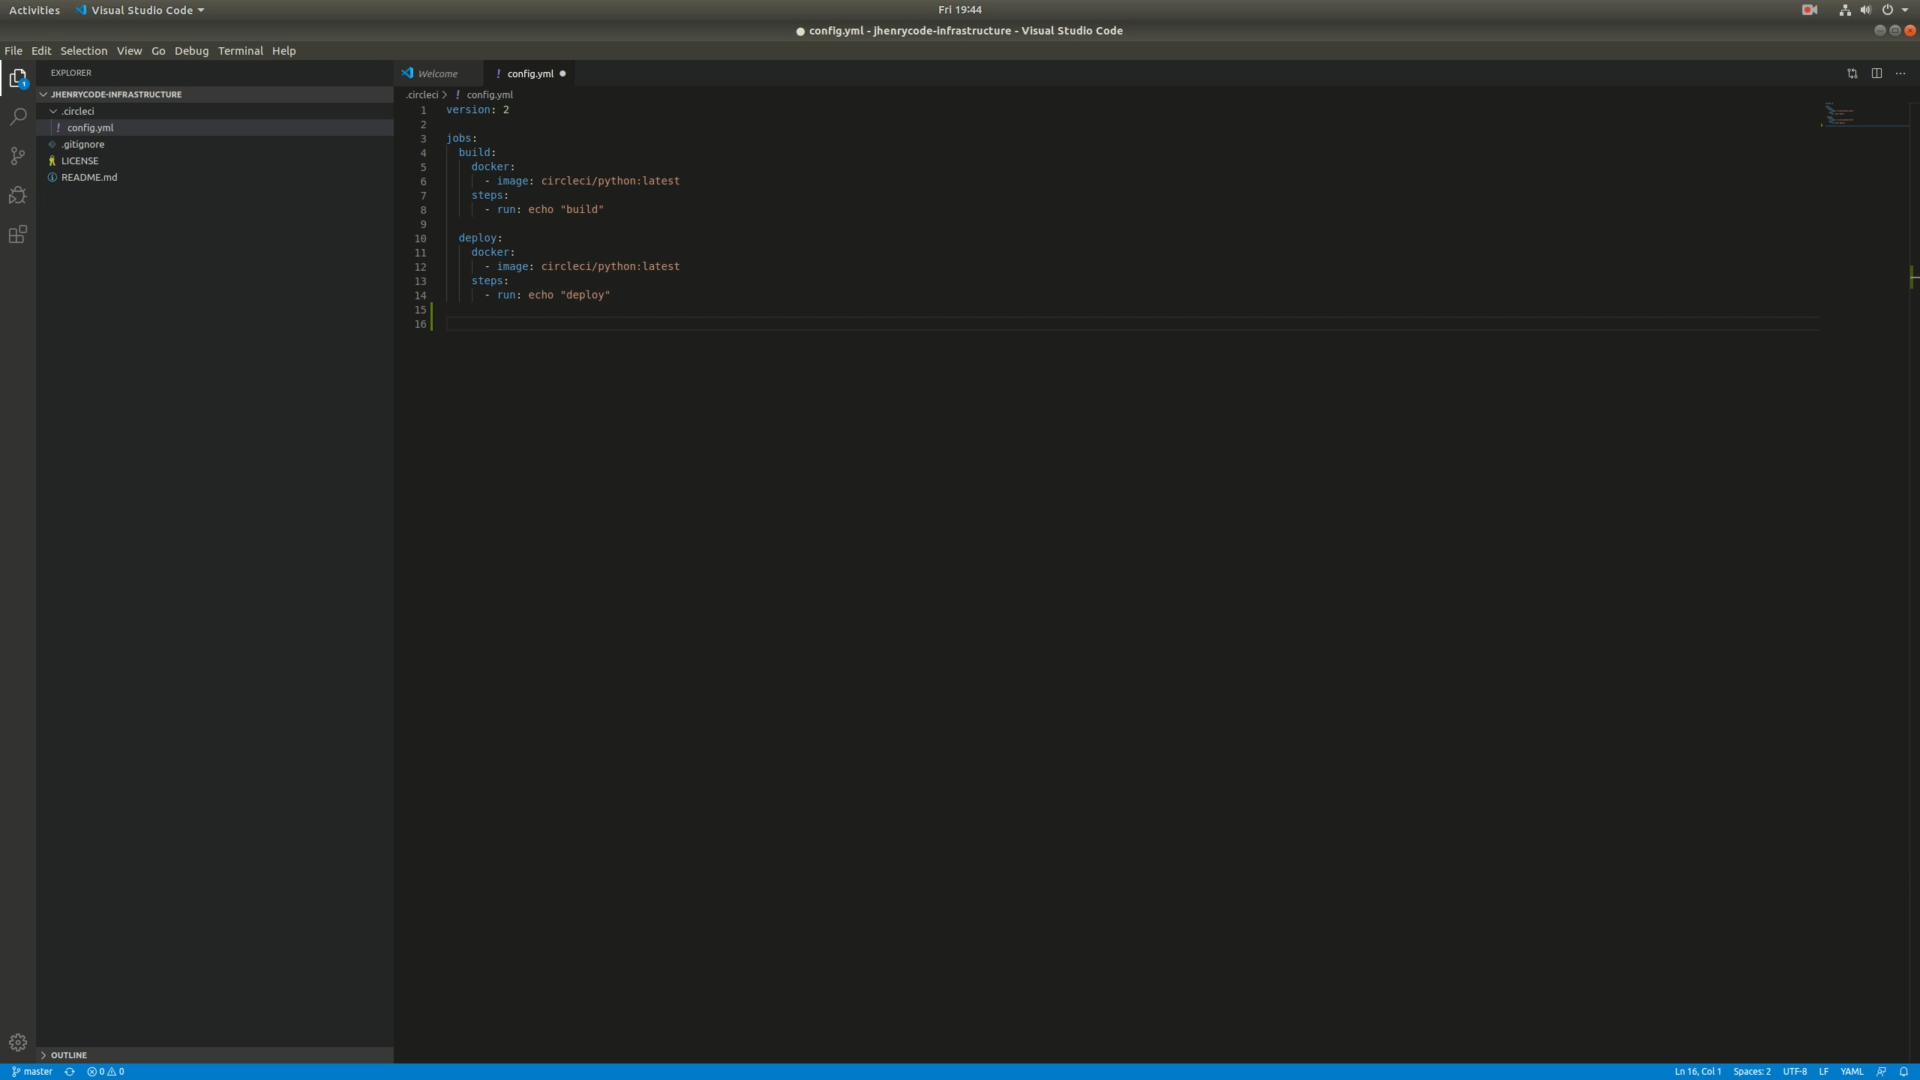 Activities Visual Studio Code Fri 19:44
● config.yml - jhenrycode-infrastructure - Visual Studio Code
File Edit Selection View Go Debug Terminal Help
EXPLORER
JHENRYCODE-INFRASTRUCTURE
.circleci
! config.yml
.gitignore
LICENSE
README.md
OUTLINE
1
Welcome ! config.yml ●
.circleci > ! config.yml
1 version: 2
2
3 jobs:
4 build:
5 docker:
6 - image: circleci/python:latest
7 steps:
8 - run: echo "build"
9
10 deploy:
11 docker:
12 - image: circleci/python:latest
13 steps:
14 - run: echo "deploy"
15
16
master 0 0 Ln 16, Col 1 Spaces: 2 UTF-8 LF YAML